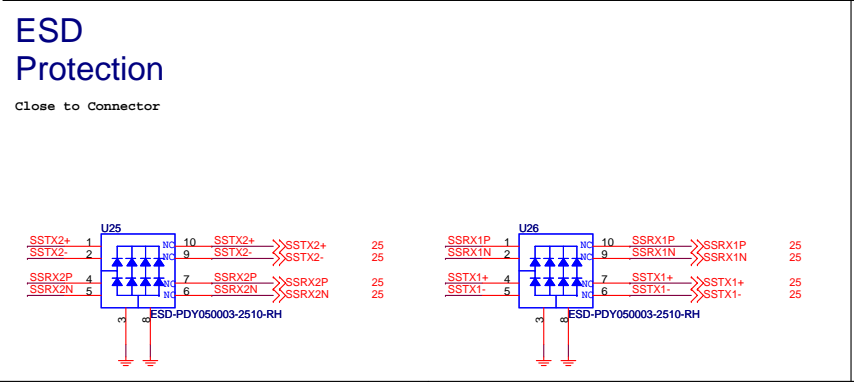 ESD
Protection
Close to Connector
U25 U26
SSTX2+ 1 NC 10 SSTX2+ SSTX2+ 25 SSRX1P 1 NC 10 SSRX1P SSRX1P 25
SSTX2- 2 NC 9 SSTX2- SSTX2- 25 SSRX1N 2 NC 9 SSRX1N SSRX1N 25
SSRX2P 4 NC 7 SSRX2P SSRX2P 25 SSTX1+ 4 NC 7 SSTX1+ SSTX1+ 25
SSRX2N 5 NC 6 SSRX2N SSRX2N 25 SSTX1- 5 NC 6 SSTX1- SSTX1- 25
3 8 ESD-PDY050003-2510-RH 3 8 ESD-PDY050003-2510-RH